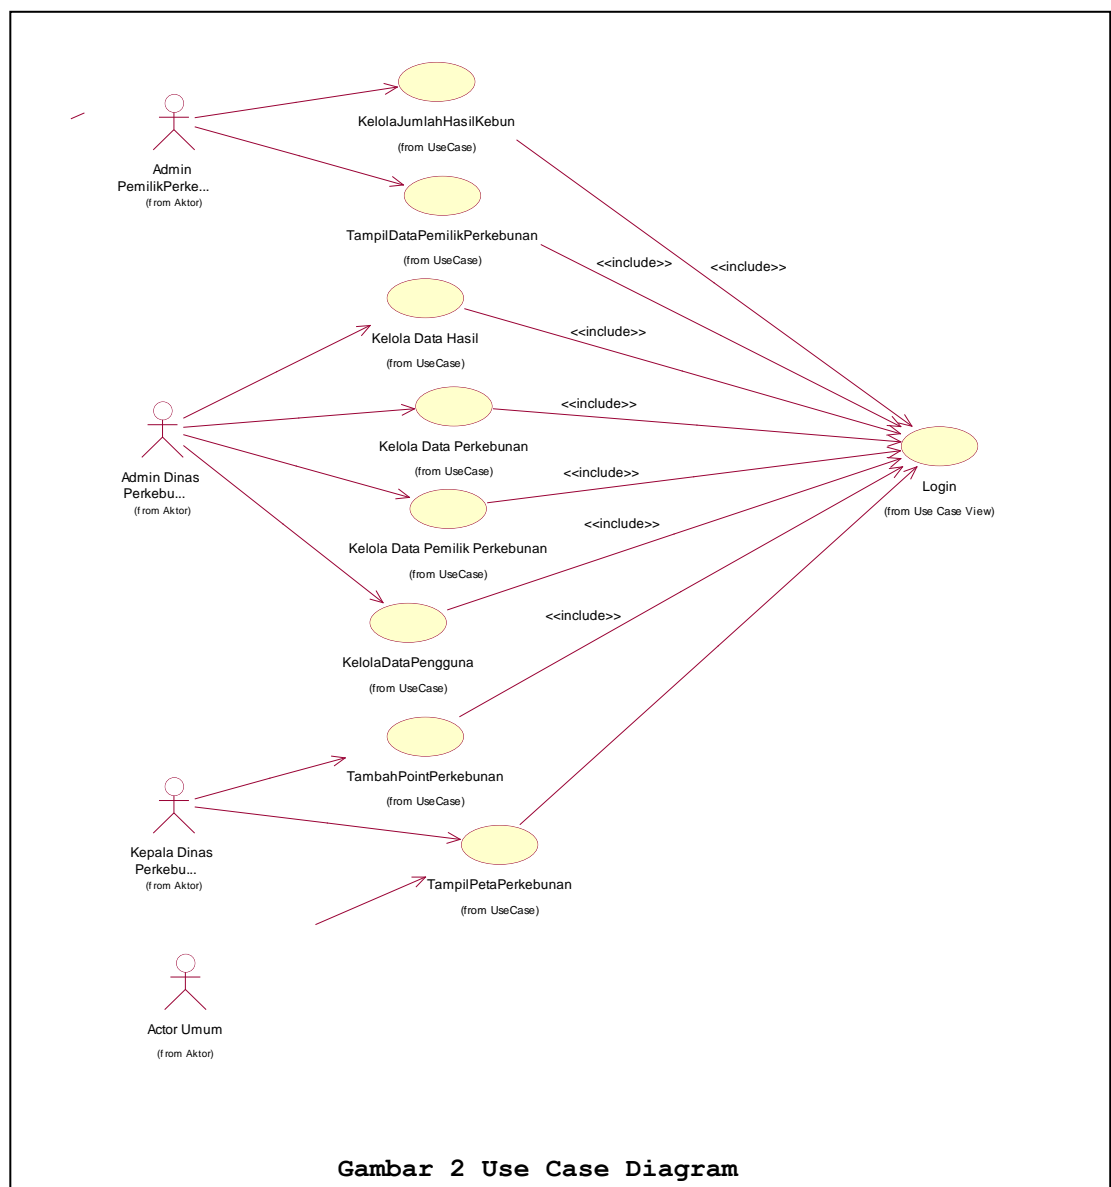 KelolaJumlahHasilKebun
(from UseCase)
Admin
PemilikPerke...
(from Aktor)
TampilDataPemilikPerkebunan
(from UseCase)
<<include>>
<<include>>
Kelola Data Hasil
(from UseCase)
<<include>>
Kelola Data Perkebunan
(from UseCase)
<<include>>
Admin Dinas
Perkebu...
(from Aktor)
Kelola Data Pemilik Perkebunan
(from UseCase)
<<include>>
Login
(from Use Case View)
<<include>>
KelolaDataPengguna
(from UseCase)
<<include>>
TambahPointPerkebunan
(from UseCase)
Kepala Dinas
Perkebu...
(from Aktor)
TampilPetaPerkebunan
(from UseCase)
Actor Umum
(from Aktor)
Gambar 2 Use Case Diagram